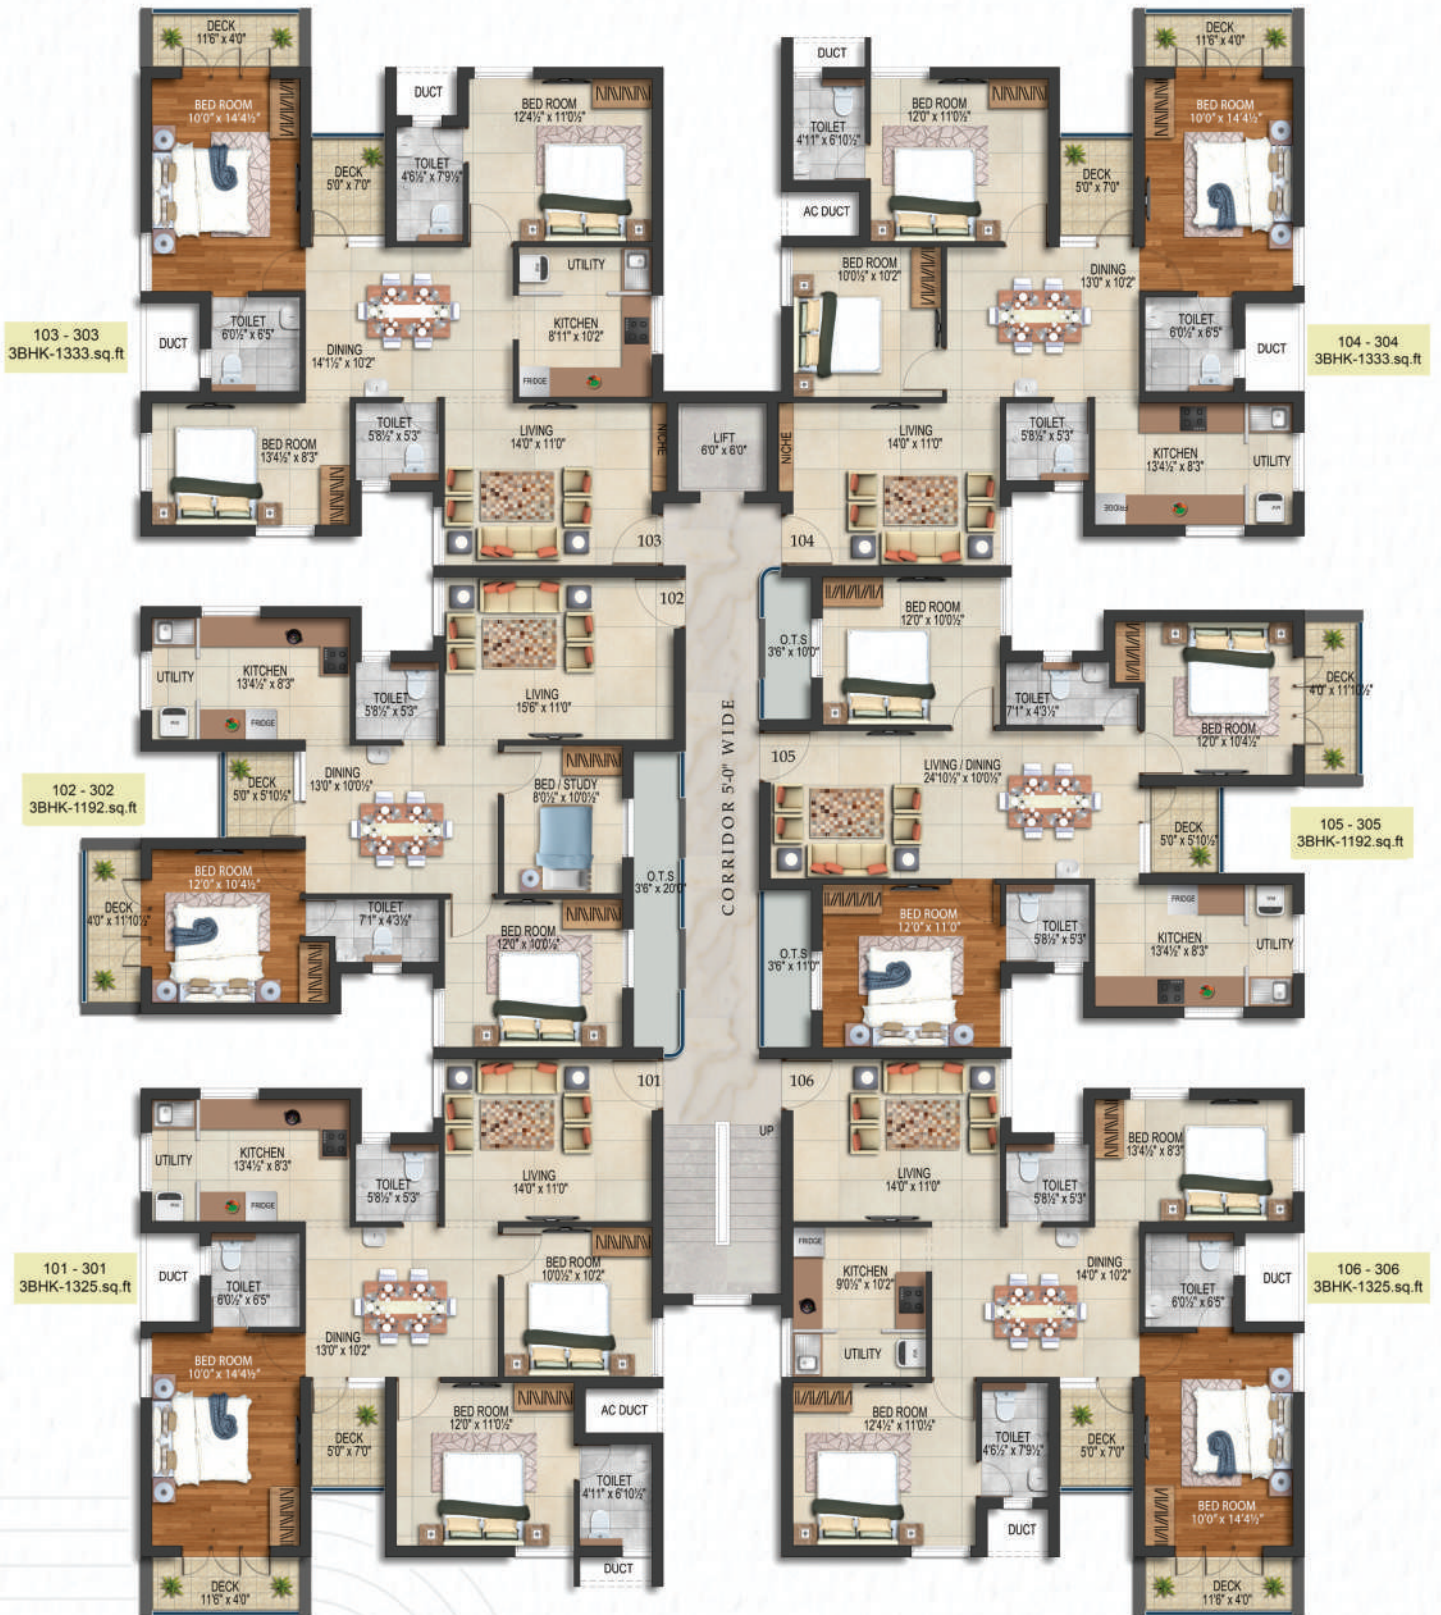 DECK
11'6" x 4'0"
BED ROOM
10'0" x 14'4½"
DECK
5'0" x 7'0"
DUCT
TOILET
4'6½" x 7'9½"
BED ROOM
12'4½" x 11'0½"
UTILITY
KITCHEN
8'11" x 10'2"
FRIDGE
DINING
14'1½" x 10'2"
TOILET
6'0½" x 6'5"
DUCT
103 - 303
3BHK-1333.sq.ft
BED ROOM
13'4½" x 8'3"
TOILET
5'8½" x 5'3"
LIVING
14'0" x 11'0"
NICHE
103
LIFT
6'0" x 6'0"
DUCT
TOILET
4'11" x 6'10½"
AC DUCT
BED ROOM
12'0" x 11'0½"
DECK
5'0" x 7'0"
DECK
11'6" x 4'0"
BED ROOM
10'0" x 14'4½"
BED ROOM
10'0½" x 10'2"
DINING
13'0" x 10'2"
TOILET
6'0½" x 6'5"
DUCT
104 - 304
3BHK-1333.sq.ft
NICHE
LIVING
14'0" x 11'0"
TOILET
5'8½" x 5'3"
KITCHEN
13'4½" x 8'3"
UTILITY
FRIDGE
104
102
LIVING
15'6" x 11'0"
UTILITY
KITCHEN
13'4½" x 8'3"
FRIDGE
TOILET
5'8½" x 5'3"
DECK
5'0" x 5'10½"
DINING
13'0" x 10'0½"
BED / STUDY
8'0½" x 10'0½"
102 - 302
3BHK-1192.sq.ft
BED ROOM
12'0" x 10'4½"
DECK
4'0" x 11'10½"
TOILET
7'1" x 4'3½"
BED ROOM
12'0" x 10'0½"
O.T.S
3'6" x 20'0"
CORRIDOR 5'-0" WIDE
O.T.S
3'6" x 10'0"
BED ROOM
12'0" x 10'0½"
TOILET
7'1" x 4'3½"
BED ROOM
12'0" x 10'4½"
DECK
4'0" x 11'10½"
105
LIVING / DINING
24'10½" x 10'0½"
DECK
5'0" x 5'10½"
105 - 305
3BHK-1192.sq.ft
O.T.S
3'6" x 11'0"
BED ROOM
12'0" x 11'0"
TOILET
5'8½" x 5'3"
FRIDGE
KITCHEN
13'4½" x 8'3"
UTILITY
101
LIVING
14'0" x 11'0"
UTILITY
KITCHEN
13'4½" x 8'3"
FRIDGE
TOILET
5'8½" x 5'3"
101 - 301
3BHK-1325.sq.ft
DUCT
TOILET
6'0½" x 6'5"
DINING
13'0" x 10'2"
BED ROOM
10'0½" x 10'2"
BED ROOM
10'0" x 14'4½"
DECK
5'0" x 7'0"
BED ROOM
12'0" x 11'0½"
AC DUCT
TOILET
4'11" x 6'10½"
DUCT
DECK
11'6" x 4'0"
UP
106
LIVING
14'0" x 11'0"
TOILET
5'8½" x 5'3"
BED ROOM
13'4½" x 8'3"
FRIDGE
KITCHEN
9'0½" x 10'2"
UTILITY
DINING
14'0" x 10'2"
TOILET
6'0½" x 6'5"
DUCT
106 - 306
3BHK-1325.sq.ft
BED ROOM
12'4½" x 11'0½"
TOILET
4'6½" x 7'9½"
DUCT
DECK
5'0" x 7'0"
BED ROOM
10'0" x 14'4½"
DECK
11'6" x 4'0"